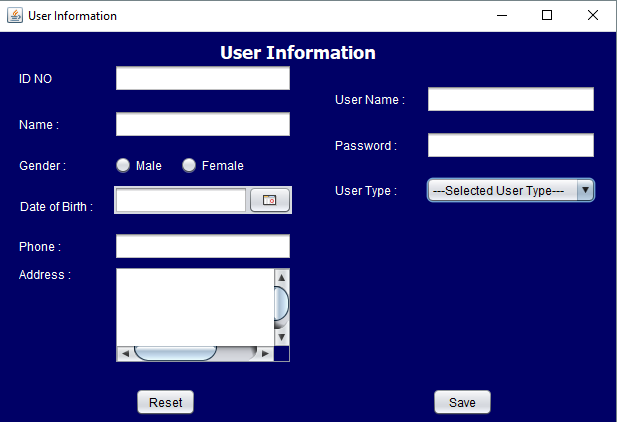 User Information
User Information
ID NO
Name :
Gender :
Male
Female
Date of Birth :
Phone :
Address :
User Name :
Password :
User Type :
---Selected User Type---
Reset
Save